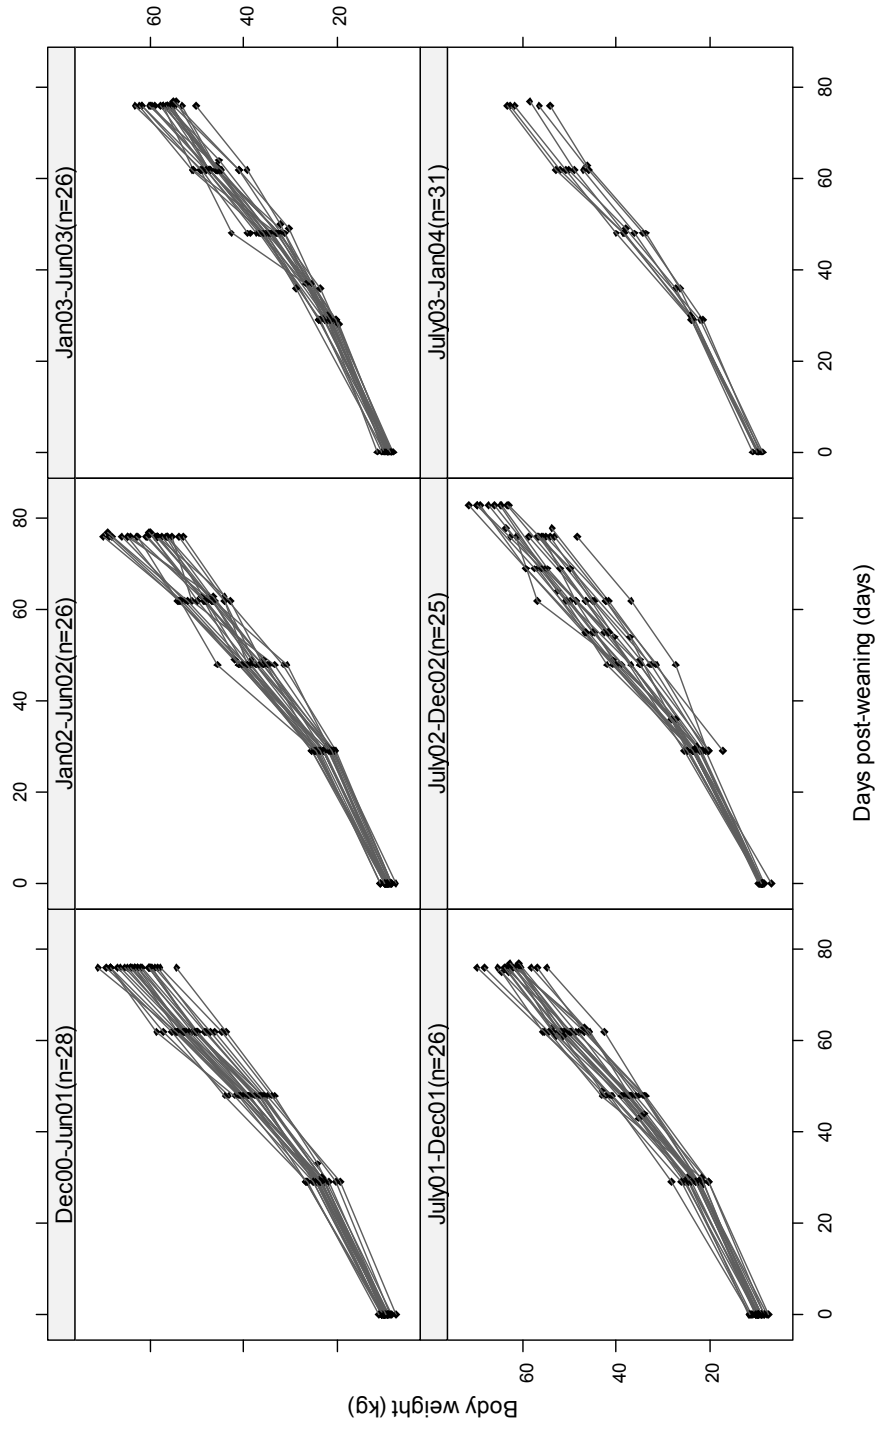 0 20 40 60 80
Dec00-Jun01(n=28) Jan02-Jun02(n=26) Jan03-Jun03(n=26)
60
40
20
July01-Dec01(n=26) July02-Dec02(n=25) July03-Jan04(n=31)
60
40
20
Body weight (kg)
0 20 40 60 80 0 20 40 60 80
Days post-weaning (days)